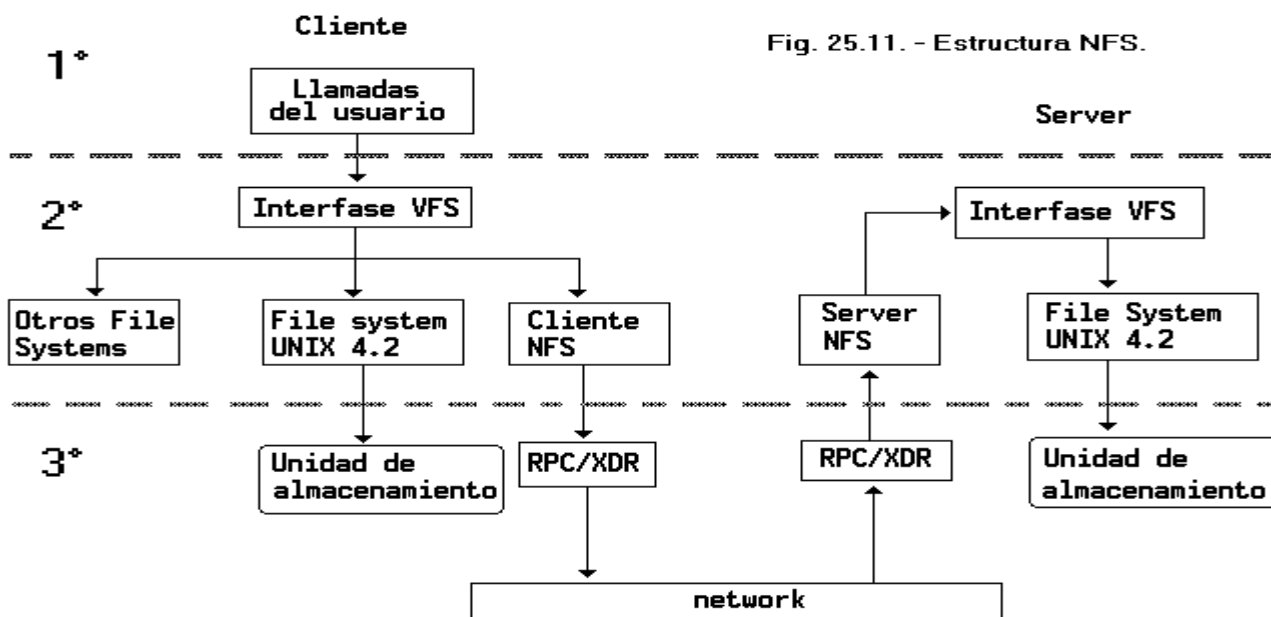 Cliente
Fig. 25.11. - Estructura NFS.
1°
Llamadas
del usuario
Server
2°
Interfase VFS
Interfase VFS
Otros File
Systems
File system
UNIX 4.2
Cliente
NFS
Server
NFS
File System
UNIX 4.2
3°
Unidad de
almacenamiento
RPC/XDR
RPC/XDR
Unidad de
almacenamiento
network